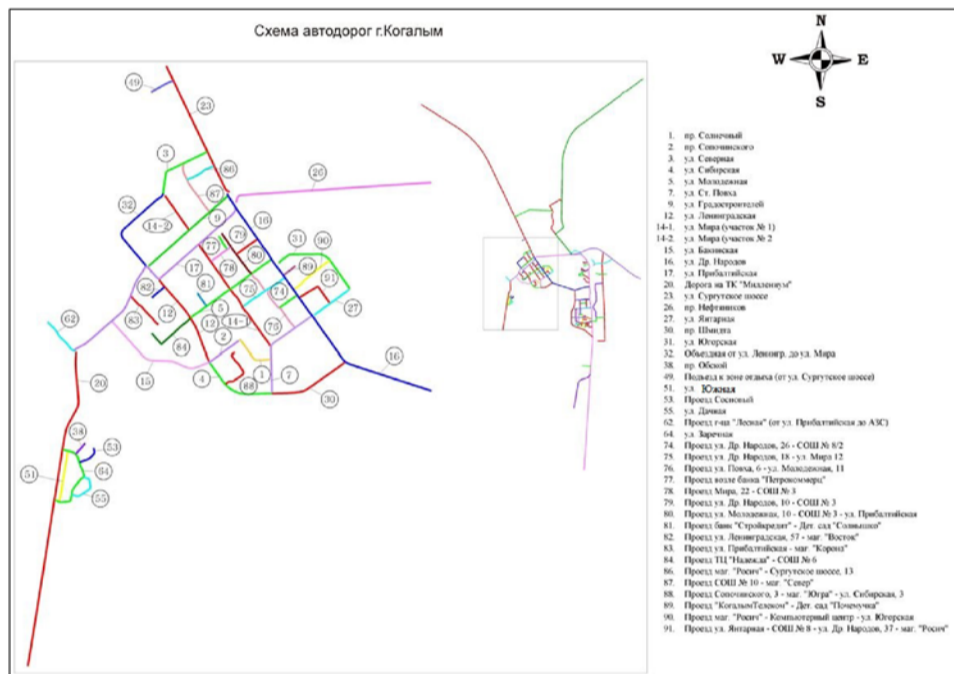 Схема автодорог г.Когалым
N
W E
S
49
23
3
86
26
87
32
14-2
9
16
79
31
90
77
80
17
78
89
82
81
75
91
74
5
83
12
27
12
14-1
62
2
76
84
16
20
15
4
88
1
7
30
38
53
51
64
55
1. пр. Солнечный
2. пр. Сопочинского
3. ул. Северная
4. ул. Сибирская
5. ул. Молодежная
7. ул. Ст. Повха
9. ул. Градостроителей
12. ул. Ленинградская
14-1. ул. Мира (участок № 1)
14-2. ул. Мира (участок № 2
15. ул. Бакинская
16. ул. Др. Народов
17. ул. Прибалтийская
20. Дорога на ТК "Миллениум"
23. ул. Сургутское шоссе
26. пр. Нефтяников
27. ул. Янтарная
30. пр. Шмидта
31. ул. Югорская
32. Объездная от ул. Ленингр. до ул. Мира
38. пр. Обской
49. Подъезд к зоне отдыха (от ул. Сургутское шоссе)
51. ул. Южная
53. Проезд Сосновый
55. ул. Дачная
62. Проезд г-ца "Лесная" (от ул. Прибалтийская до АЗС)
64. ул. Заречная
74. Проезд ул. Др. Народов, 26 - СОШ № 8/2
75. Проезд ул. Др. Народов, 18 - ул. Мира 12
76. Проезд ул. Повха, 6 - ул. Молодежная, 11
77. Проезд возле банка "Петрокоммерц"
78. Проезд Мира, 22 - СОШ № 3
79. Проезд ул. Др. Народов, 10 - СОШ № 3
80. Проезд ул. Молодежная, 10 - СОШ № 3 - ул. Прибалтийская
81. Проезд банк "Стройкредит" - Дет. сад "Солнышко"
82. Проезд ул. Ленинградская, 57 - маг. "Восток"
83. Проезд ул. Прибалтийская - маг. "Корона"
84. Проезд ТЦ "Надежда" - СОШ № 6
86. Проезд маг. "Росич" - Сургутское шоссе, 13
87. Проезд СОШ № 10 - маг. "Север"
88. Проезд Сопочинского, 3 - маг. "Югра" - ул. Сибирская, 3
89. Проезд "КогалымТелеком" - Дет. сад "Почемучка"
90. Проезд маг. "Росич" - Компьютерный центр - ул. Югорская
91. Проезд ул. Янтарная - СОШ № 8 - ул. Др. Народов, 37 - маг. "Росич"